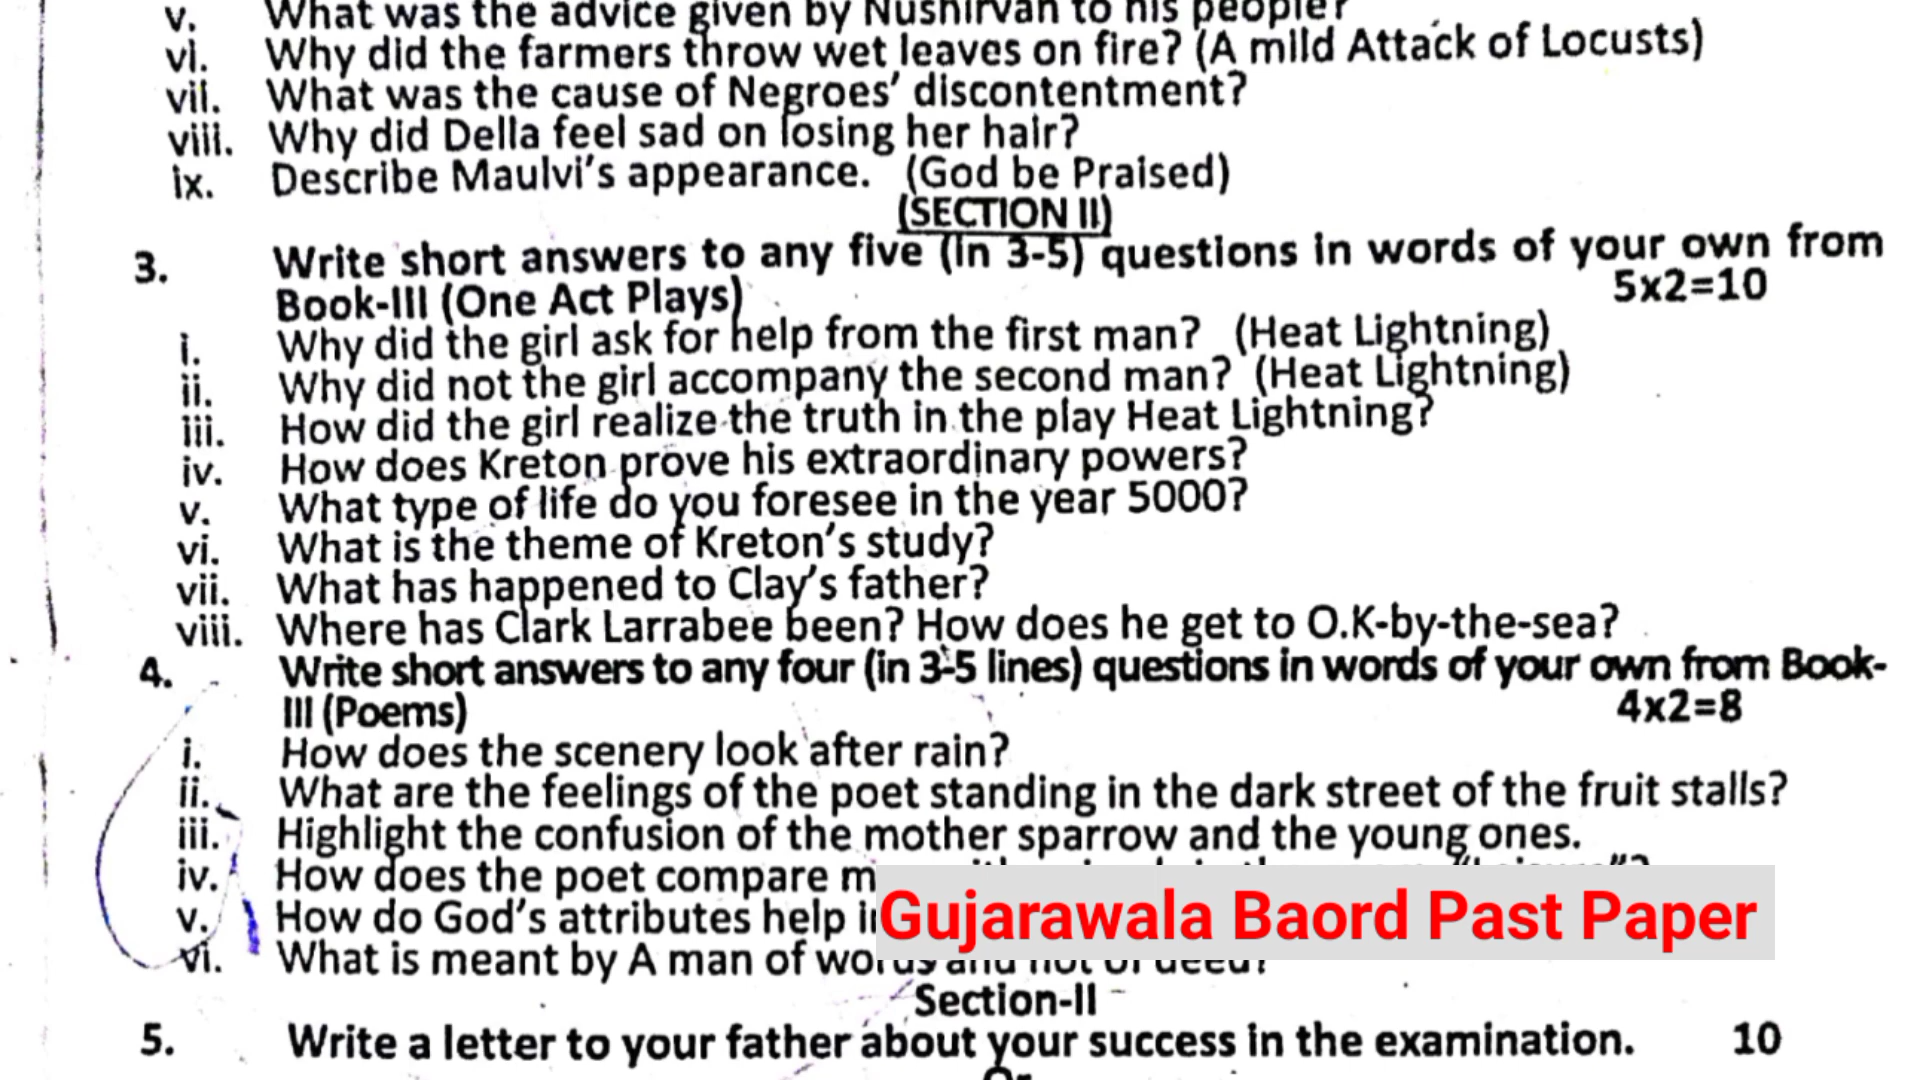 v. What was the advice given by Nushirvan to his people?
vi. Why did the farmers throw wet leaves on fire? (A mild Attack of Locusts)
vii. What was the cause of Negroes' discontentment?
viii. Why did Della feel sad on losing her hair?
ix. Describe Maulvi's appearance. (God be Praised)
(SECTION II)
3. Write short answers to any five (in 3-5) questions in words of your own from
Book-III (One Act Plays) 5x2=10
i. Why did the girl ask for help from the first man? (Heat Lightning)
ii. Why did not the girl accompany the second man? (Heat Lightning)
iii. How did the girl realize the truth in the play Heat Lightning?
iv. How does Kreton prove his extraordinary powers?
v. What type of life do you foresee in the year 5000?
vi. What is the theme of Kreton's study?
vii. What has happened to Clay's father?
viii. Where has Clark Larrabee been? How does he get to O.K-by-the-sea?
4. Write short answers to any four (in 3-5 lines) questions in words of your own from Book-
III (Poems) 4x2=8
i. How does the scenery look after rain?
ii. What are the feelings of the poet standing in the dark street of the fruit stalls?
iii. Highlight the confusion of the mother sparrow and the young ones.
iv. How does the poet compare
v. How do God's attributes help
Gujarawala Baord Past Paper
vi. What is meant by A man of words and not of deed?
Section-II
5. Write a letter to your father about your success in the examination. 10
Or